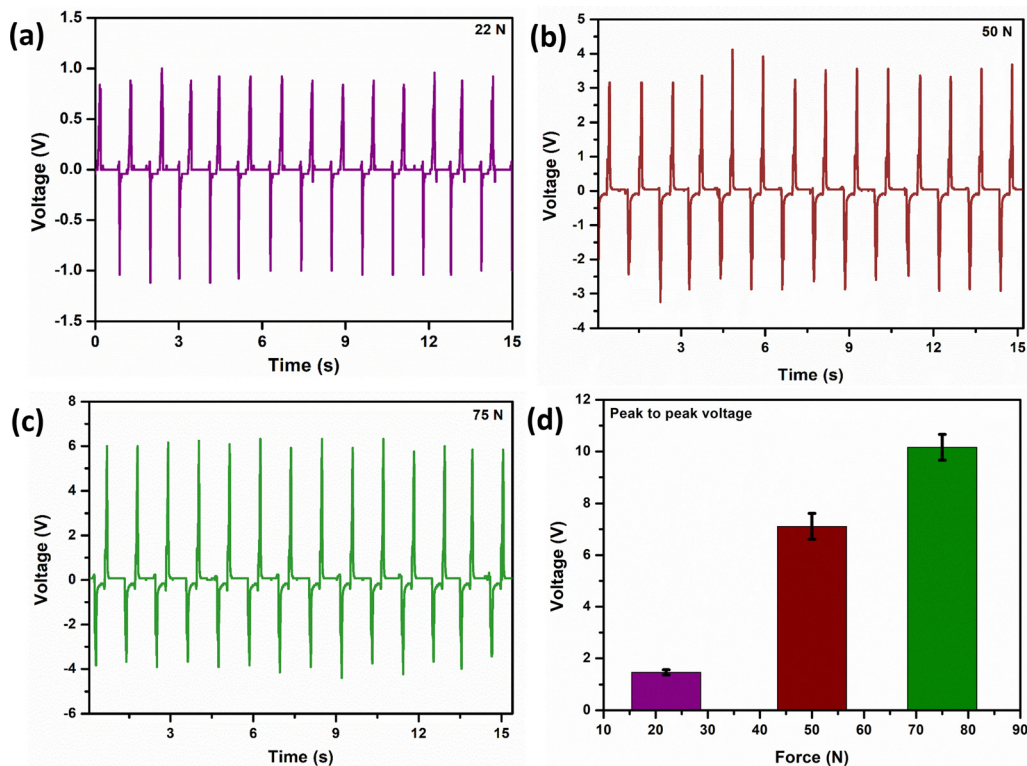 (a)
22 N
1.5
1.0
0.5
0.0
-0.5
-1.0
-1.5
Voltage (V)
0 3 6 9 12 15
Time (s)
(b)
50 N
5
4
3
2
1
0
-1
-2
-3
-4
Voltage (V)
3 6 9 12 15
Time (s)
(c)
75 N
8
6
4
2
0
-2
-4
-6
Voltage (V)
3 6 9 12 15
Time (s)
(d)
Peak to peak voltage
12
10
8
6
4
2
0
Voltage (V)
10 20 30 40 50 60 70 80 90
Force (N)